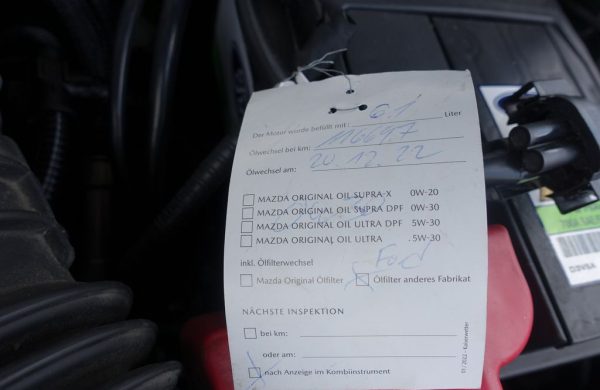 Der Motor wurde befüllt mit: 6.1 Liter
Ölwechsel bei km: 116697
Ölwechsel am: 20.12.22
MAZDA ORIGINAL OIL SUPRA-X 0W-20
MAZDA ORIGINAL OIL SUPRA DPF 0W-30
MAZDA ORIGINAL OIL ULTRA DPF 5W-30
MAZDA ORIGINAL OIL ULTRA 5W-30
inkl. Ölfilterwechsel
Ford
Mazda Original Ölfilter Ölfilter anderes Fabrikat
NÄCHSTE INSPEKTION
bei km:
oder am:
nach Anzeige im Kombiinstrument